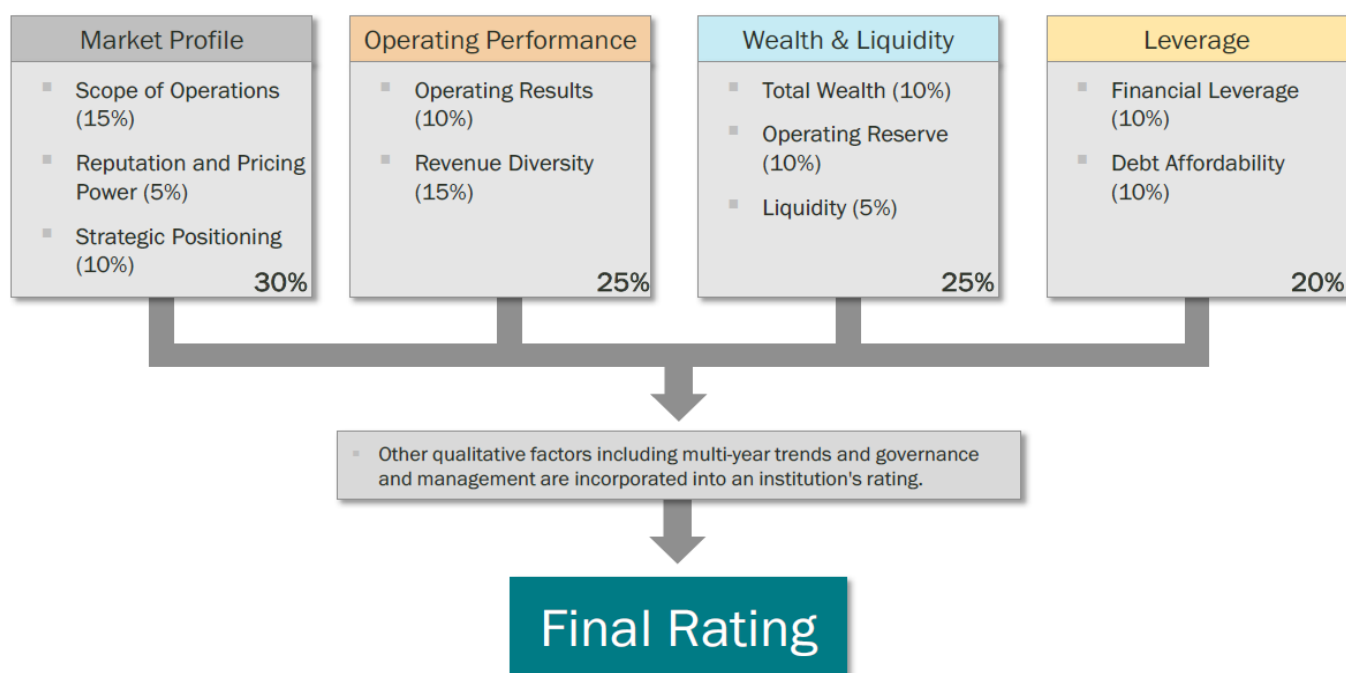 Market Profile
Scope of Operations
(15%)
Reputation and Pricing
Power (5%)
Strategic Positioning
(10%)
30%
Operating Performance
Operating Results
(10%)
Revenue Diversity
(15%)
25%
Wealth & Liquidity
Total Wealth (10%)
Operating Reserve
(10%)
Liquidity (5%)
25%
Leverage
Financial Leverage
(10%)
Debt Affordability
(10%)
20%
Other qualitative factors including multi-year trends and governance
and management are incorporated into an institution's rating.
Final Rating